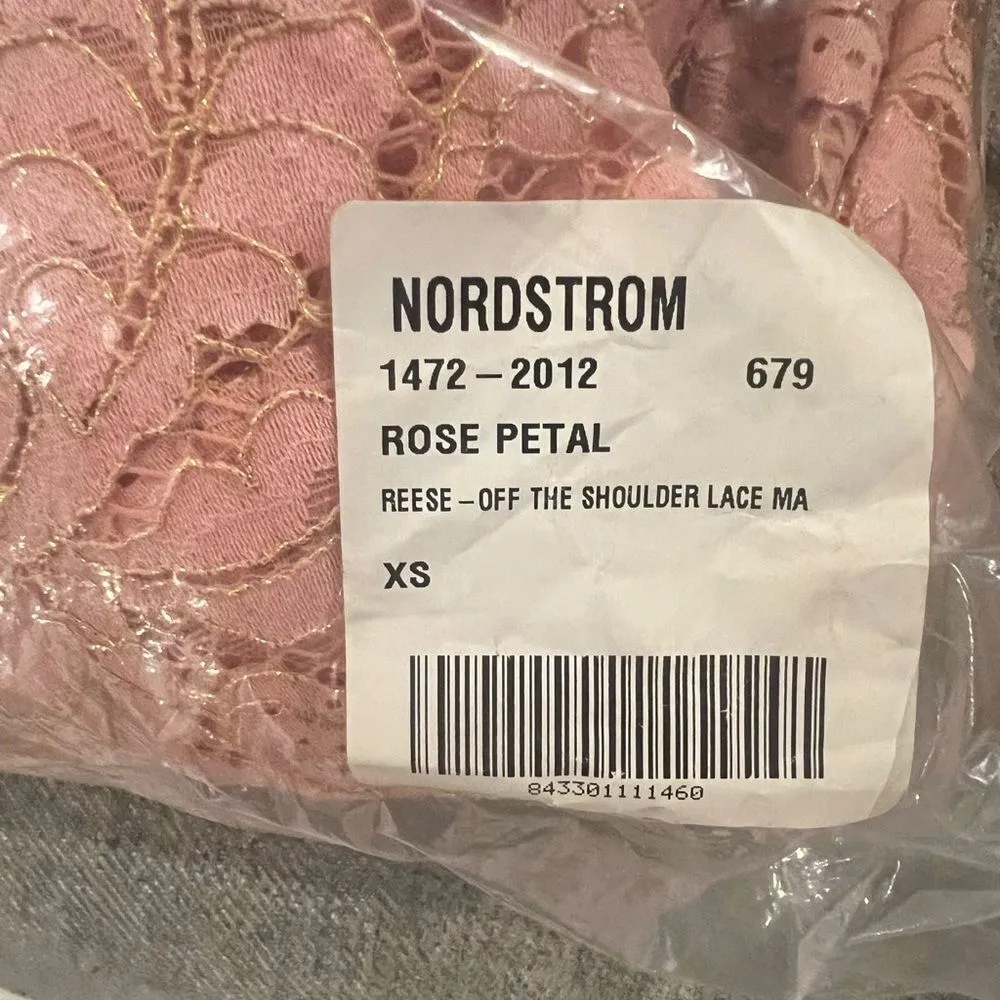 NORDSTROM
1472-2012 679
ROSE PETAL
REESE-OFF THE SHOULDER LACE MA
XS
843301111460